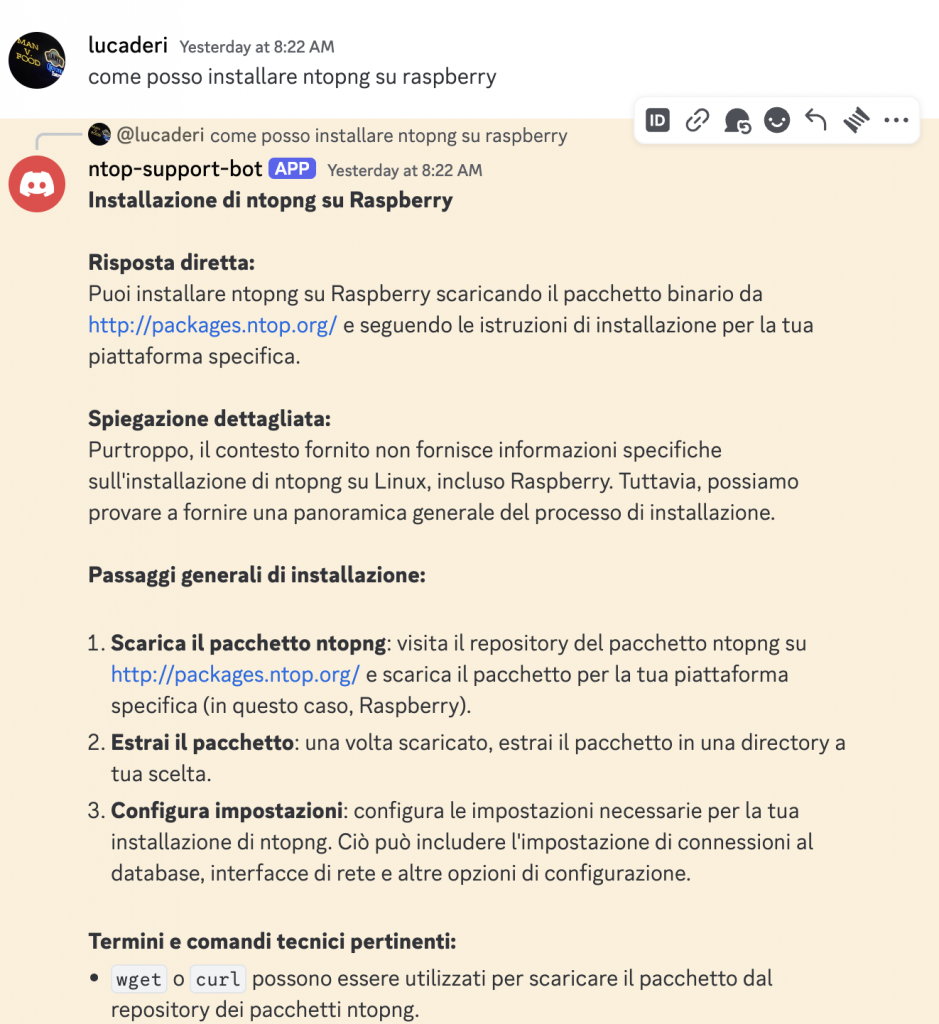 MAN
V.
FOOD
lucaderi Yesterday at 8:22 AM
come posso installare ntopng su raspberry
ID
@lucaderi come posso installare ntopng su raspberry
ntop-support-bot APP Yesterday at 8:22 AM
Installazione di ntopng su Raspberry
Risposta diretta:
Puoi installare ntopng su Raspberry scaricando il pacchetto binario da
http://packages.ntop.org/ e seguendo le istruzioni di installazione per la tua
piattaforma specifica.
Spiegazione dettagliata:
Purtroppo, il contesto fornito non fornisce informazioni specifiche
sull'installazione di ntopng su Linux, incluso Raspberry. Tuttavia, possiamo
provare a fornire una panoramica generale del processo di installazione.
Passaggi generali di installazione:
1. Scarica il pacchetto ntopng: visita il repository del pacchetto ntopng su
http://packages.ntop.org/ e scarica il pacchetto per la tua piattaforma
specifica (in questo caso, Raspberry).
2. Estrai il pacchetto: una volta scaricato, estrai il pacchetto in una directory a
tua scelta.
3. Configura impostazioni: configura le impostazioni necessarie per la tua
installazione di ntopng. Ciò può includere l'impostazione di connessioni al
database, interfacce di rete e altre opzioni di configurazione.
Termini e comandi tecnici pertinenti:
• wget o curl possono essere utilizzati per scaricare il pacchetto dal
repository dei pacchetti ntopng.